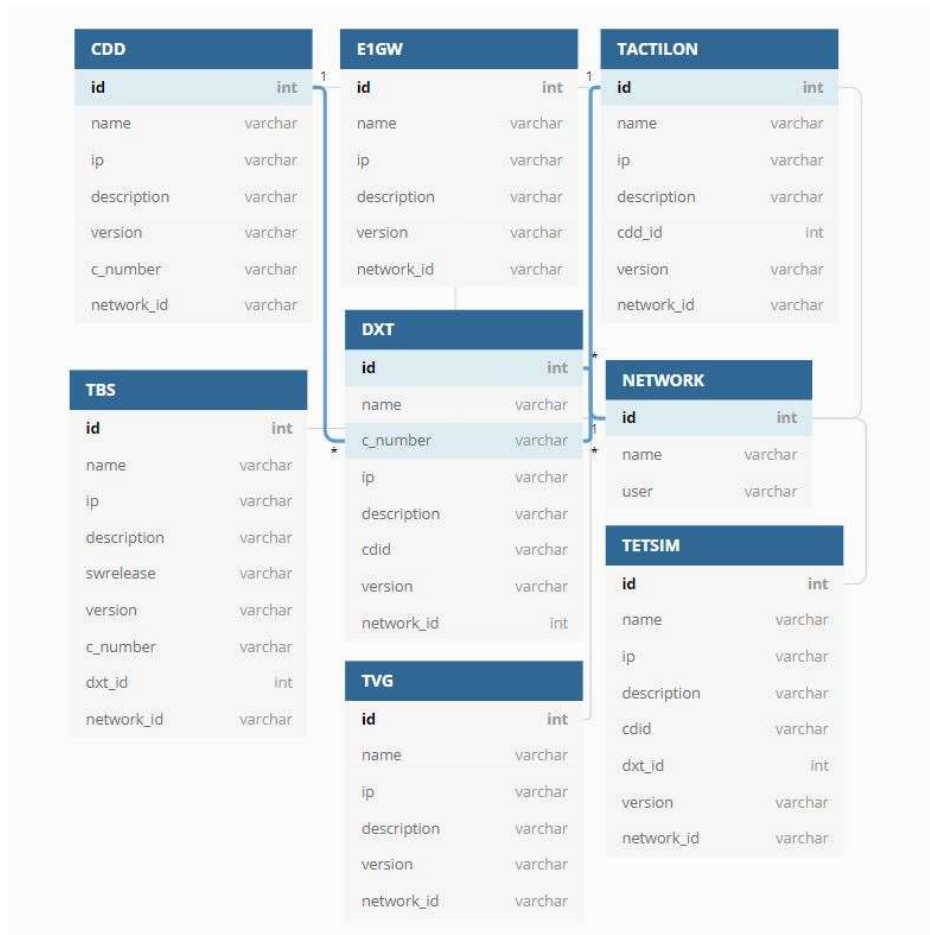 CDD
id int
name varchar
ip varchar
description varchar
version varchar
c_number varchar
network_id varchar
E1GW
id int
name varchar
ip varchar
description varchar
version varchar
network_id varchar
TACTILON
id int
name varchar
ip varchar
description varchar
cdd_id int
version varchar
network_id varchar
1
1
DXT
id int
name varchar
c_number varchar
ip varchar
description varchar
cdid varchar
version varchar
network_id int
*
*
1
*
NETWORK
id int
name varchar
user varchar
TBS
id int
name varchar
ip varchar
description varchar
swrelease varchar
version varchar
c_number varchar
dxt_id int
network_id varchar
TVG
id int
name varchar
ip varchar
description varchar
version varchar
network_id varchar
TETSIM
id int
name varchar
ip varchar
description varchar
cdid varchar
dxt_id int
version varchar
network_id varchar